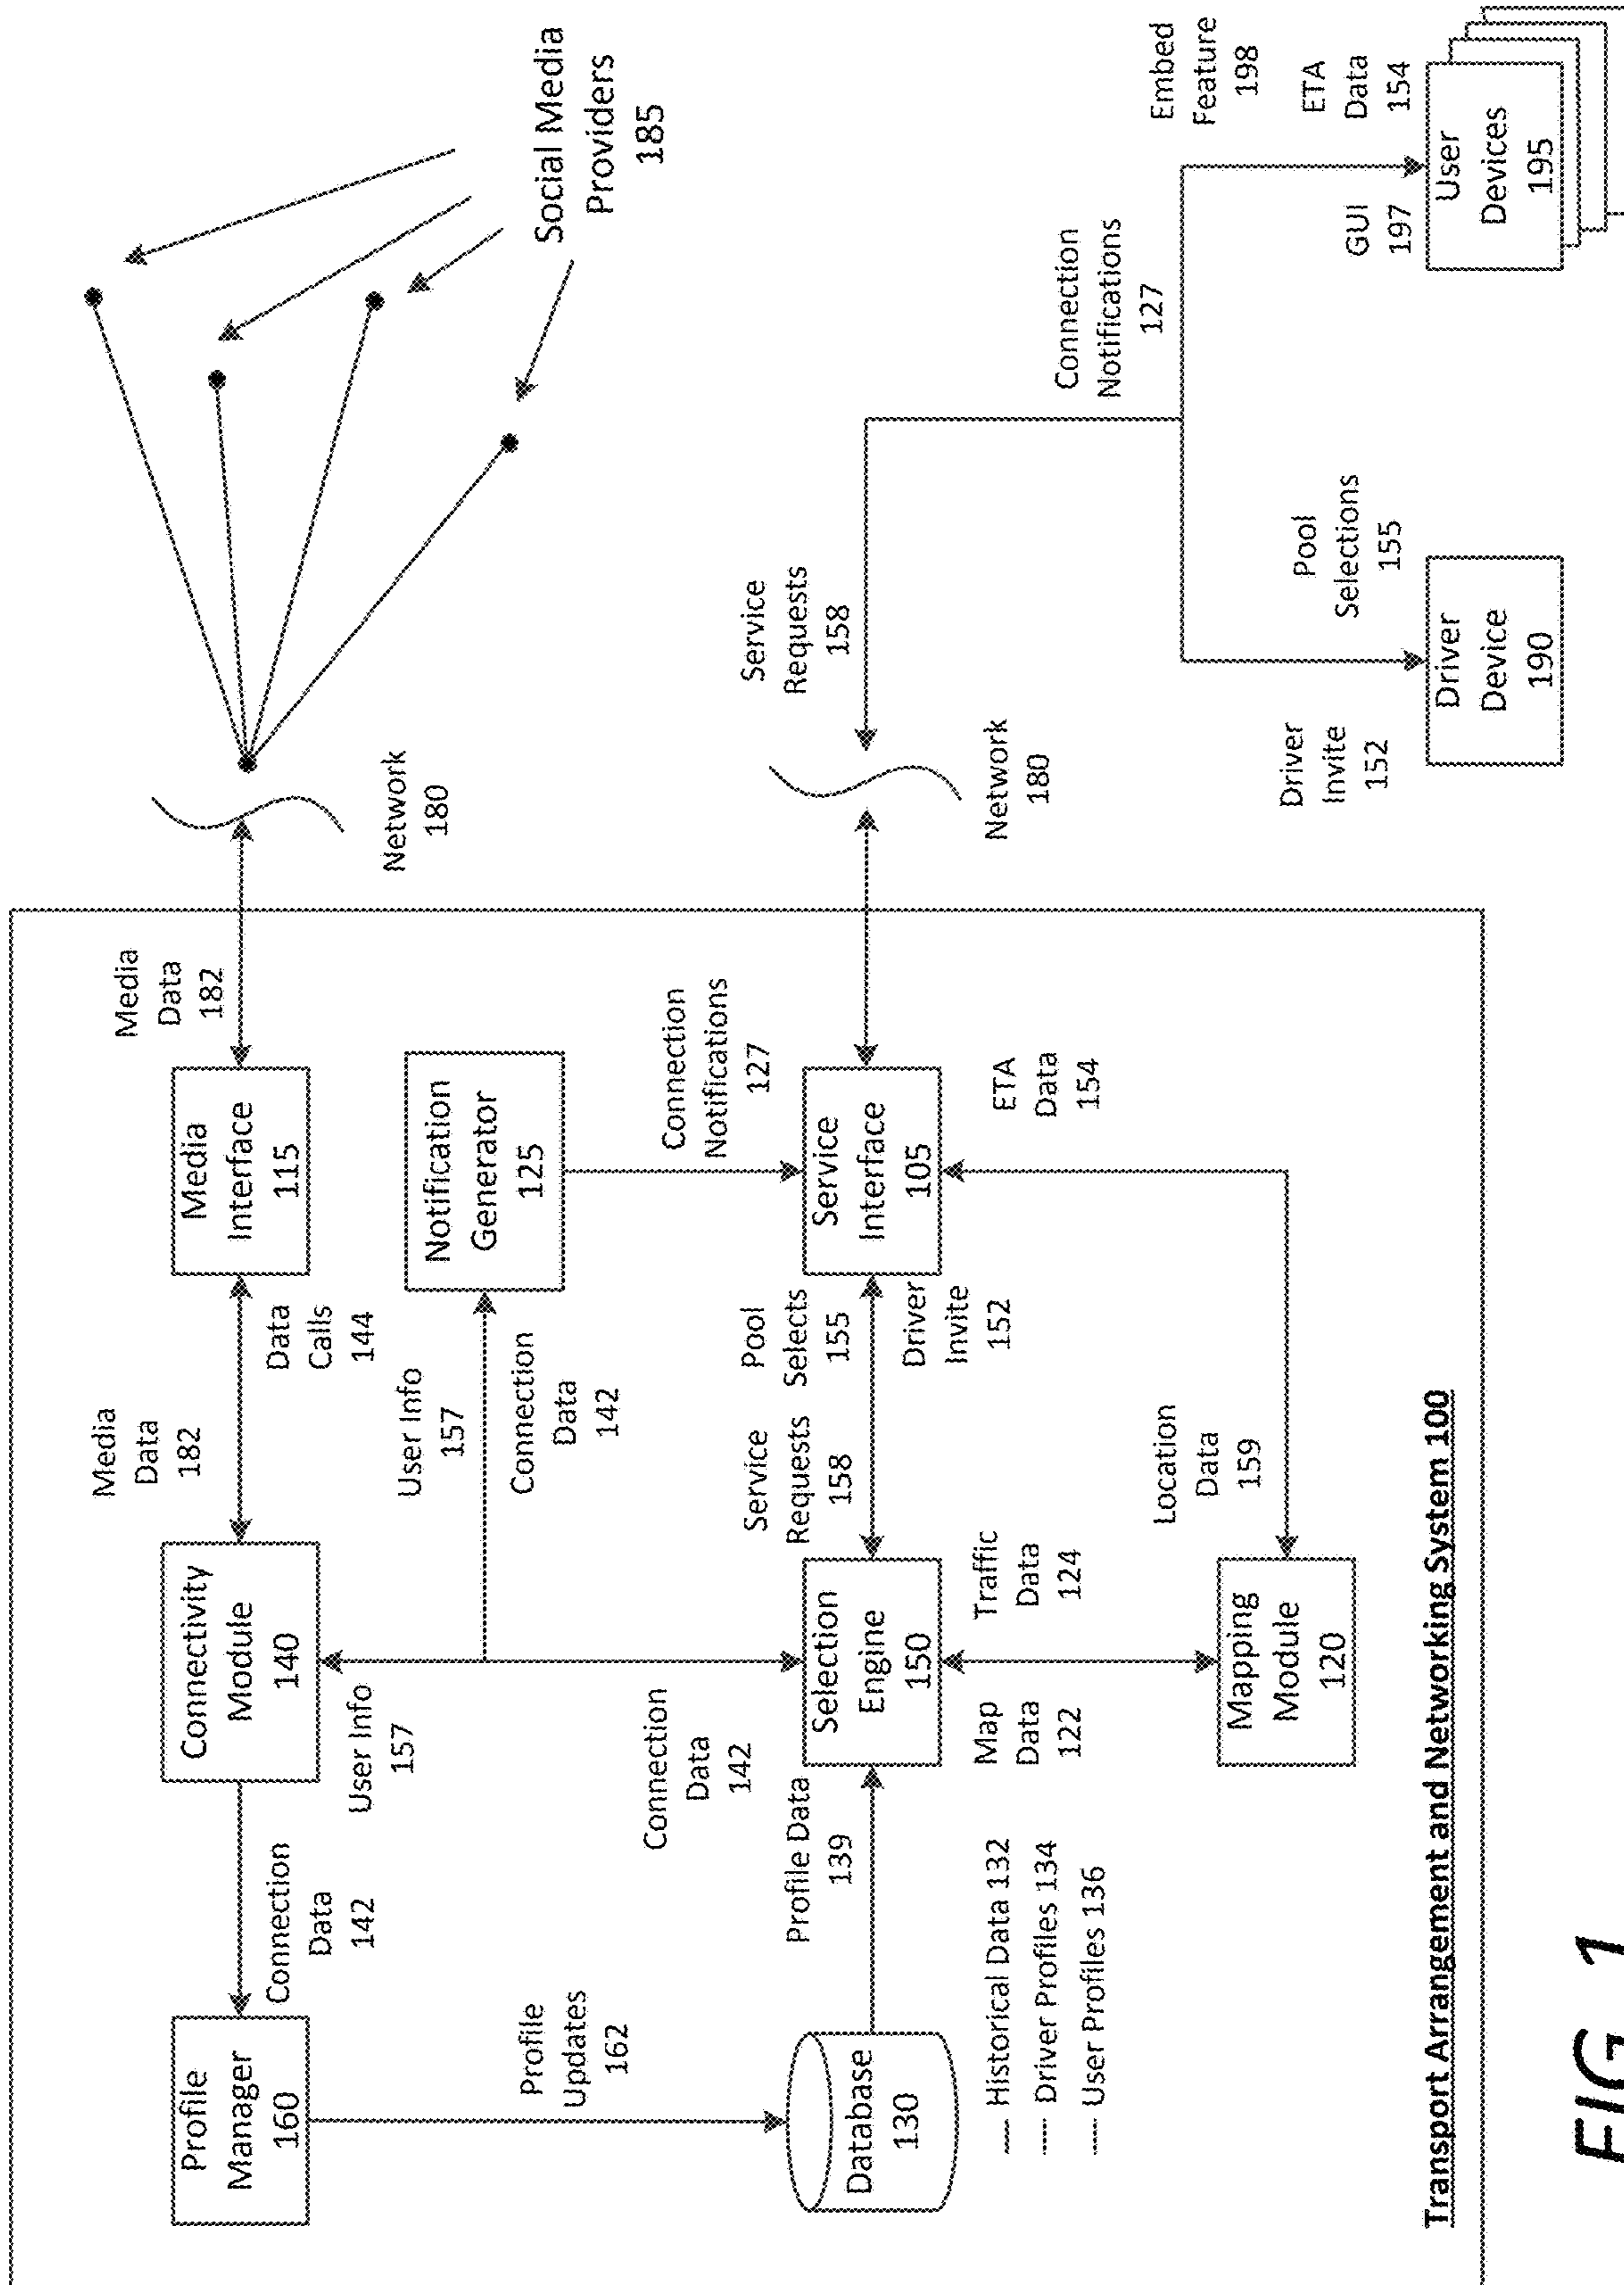 Profile
Manager
160
Connection
Data
142
Connectivity
Module
140
Media
Data
182
Data
Calls
144
Media
Interface
115
Media
Data
182
Network
180
Social Media
Providers
185
User Info
157
User Info
157
Connection
Data
142
Notification
Generator
125
Connection
Notifications
127
Profile
Updates
162
Connection
Data
142
Database
130
Profile Data
139
Selection
Engine
150
Service
Requests
158
Pool
Selects
155
Driver
Invite
152
Service
Interface
105
ETA
Data
154
Network
180
Service
Requests
158
Historical Data 132
Driver Profiles 134
User Profiles 136
Map
Data
122
Traffic
Data
124
Location
Data
159
Mapping
Module
120
Connection
Notifications
127
Driver
Invite
152
Pool
Selections
155
Driver
Device
190
GUI
197
Embed
Feature
198
ETA
Data
154
User
Devices
195
Transport Arrangement and Networking System 100
FIG. 1